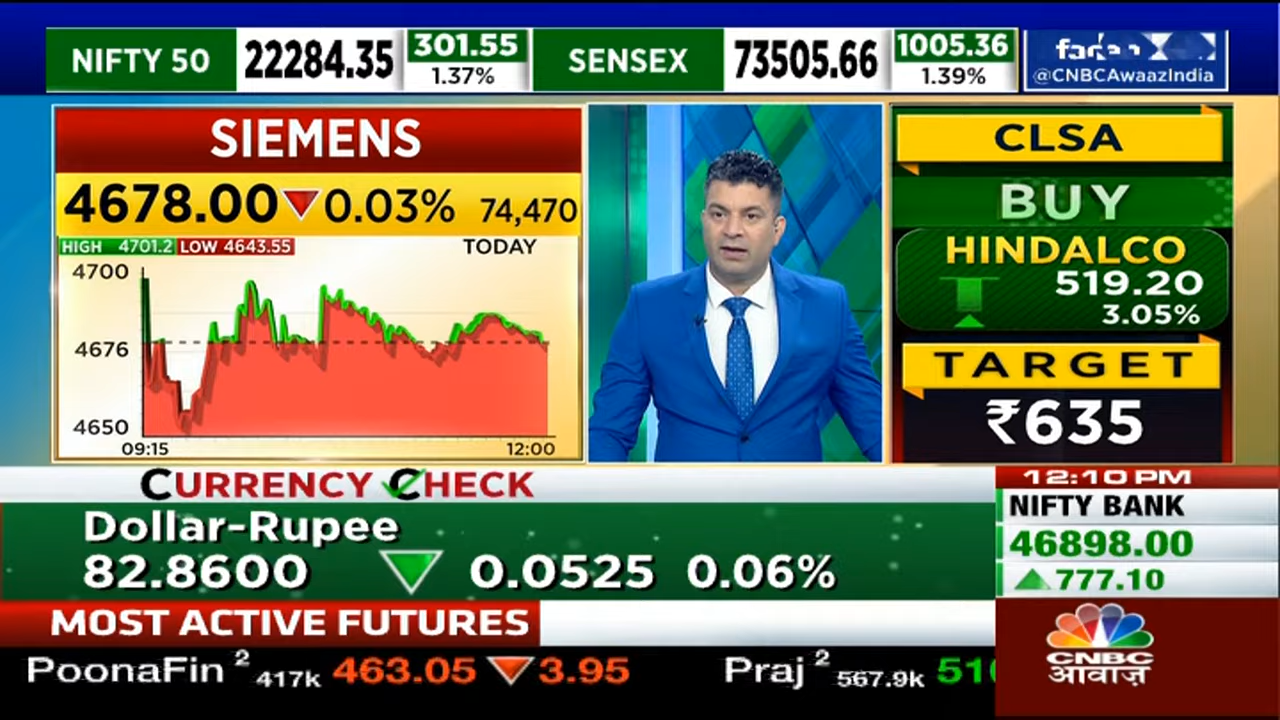 NIFTY 50 22284.35 301.55 1.37% SENSEX 73505.66 1005.36 1.39%
@CNBCAwaazIndia
SIEMENS
4678.00 0.03% 74,470
HIGH 4701.2 LOW 4643.55 TODAY
4700
4676
4650
09:15 12:00
CLSA
BUY
HINDALCO
519.20
3.05%
TARGET
₹635
CURRENCY CHECK
Dollar-Rupee
82.8600 0.0525 0.06%
12:10 PM
NIFTY BANK
46898.00
777.10
MOST ACTIVE FUTURES
PoonaFin 2 417k 463.05 3.95 Praj 2 567.9k
CNBC
आवाज़